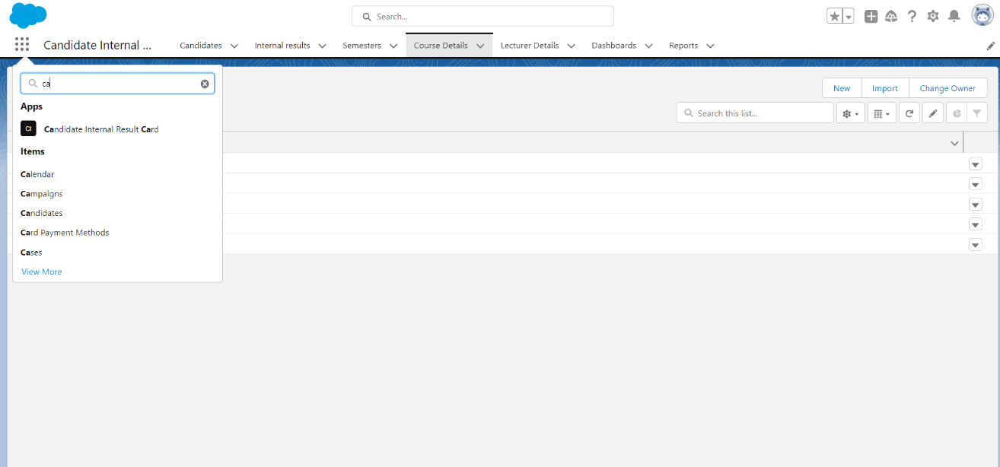 Search...
Candidate Internal ...
Candidates
Internal results
Semesters
Course Details
Lecturer Details
Dashboards
Reports
ca
Apps
CI
Candidate Internal Result Card
Items
Calendar
Campaigns
Candidates
Card Payment Methods
Cases
View More
New
Import
Change Owner
Search this list...